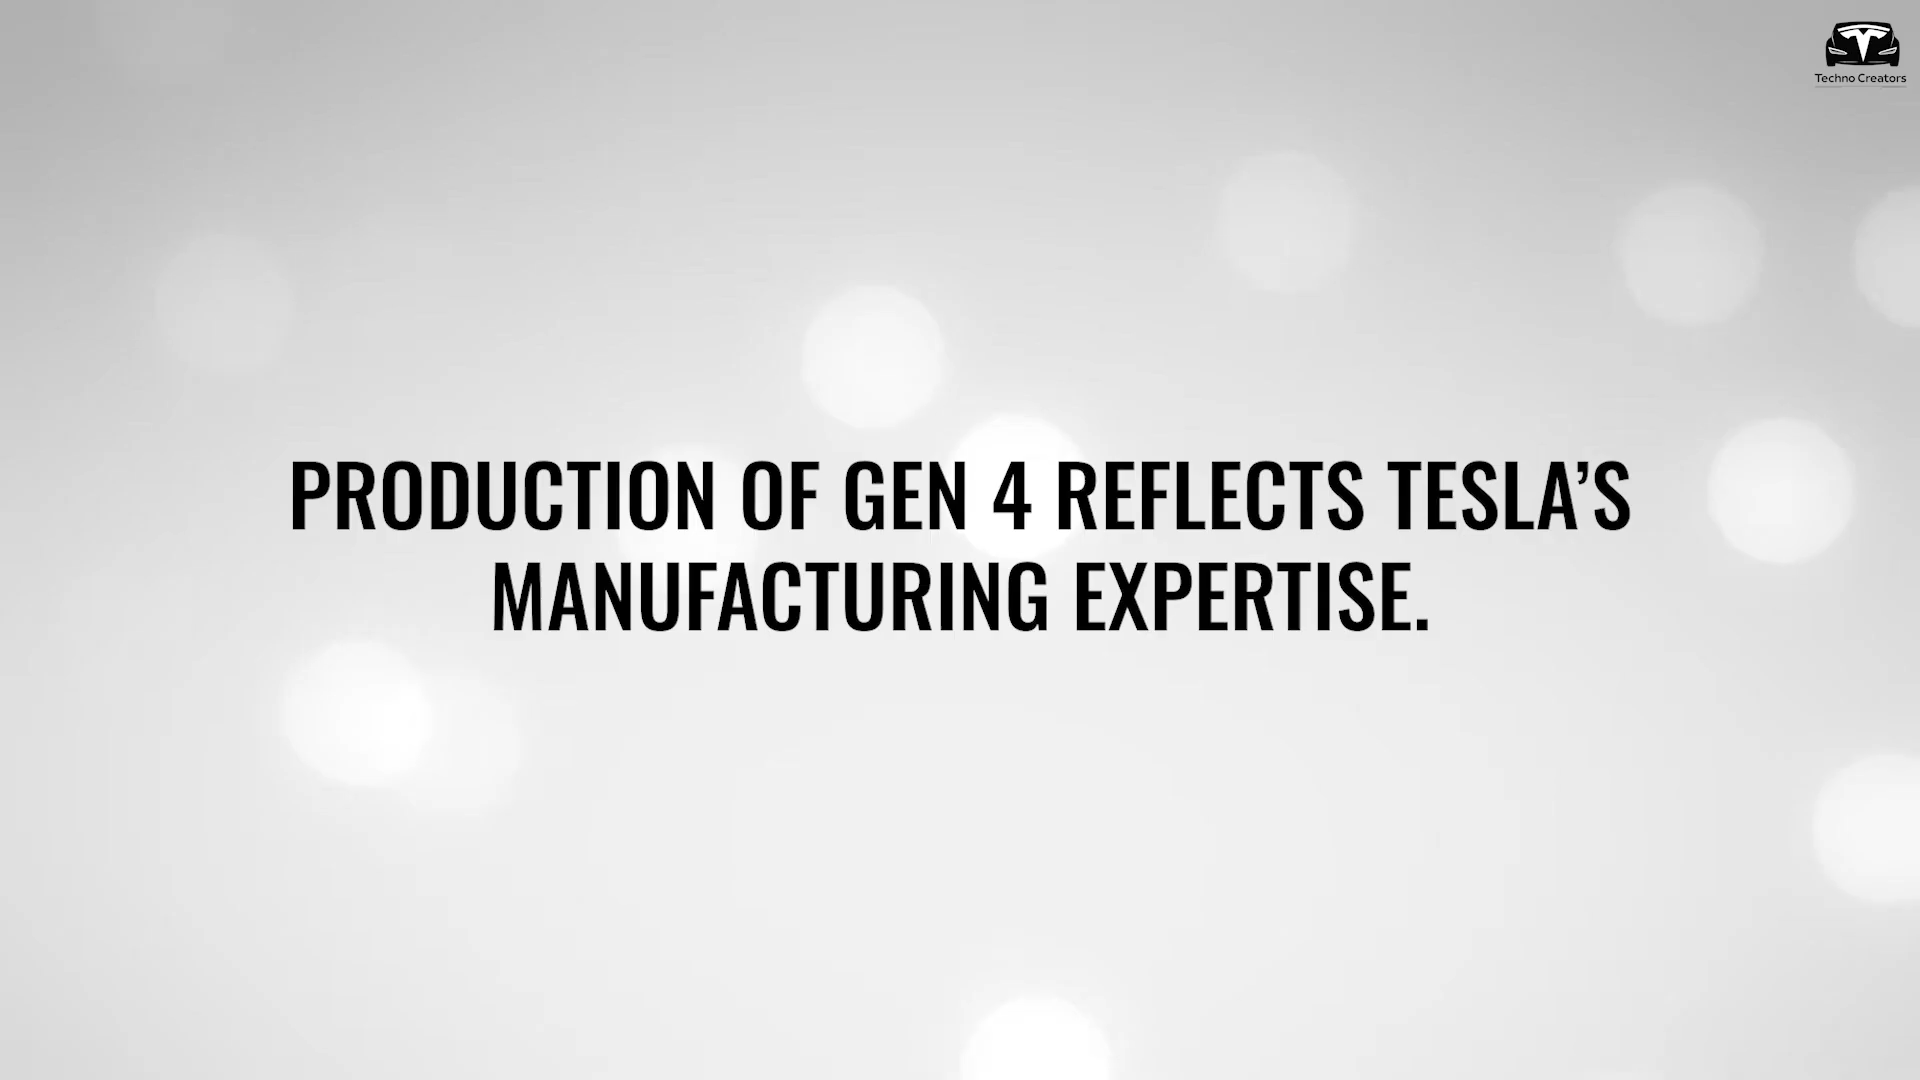 Techno Creators
PRODUCTION OF GEN 4 REFLECTS TESLA’S
MANUFACTURING EXPERTISE.